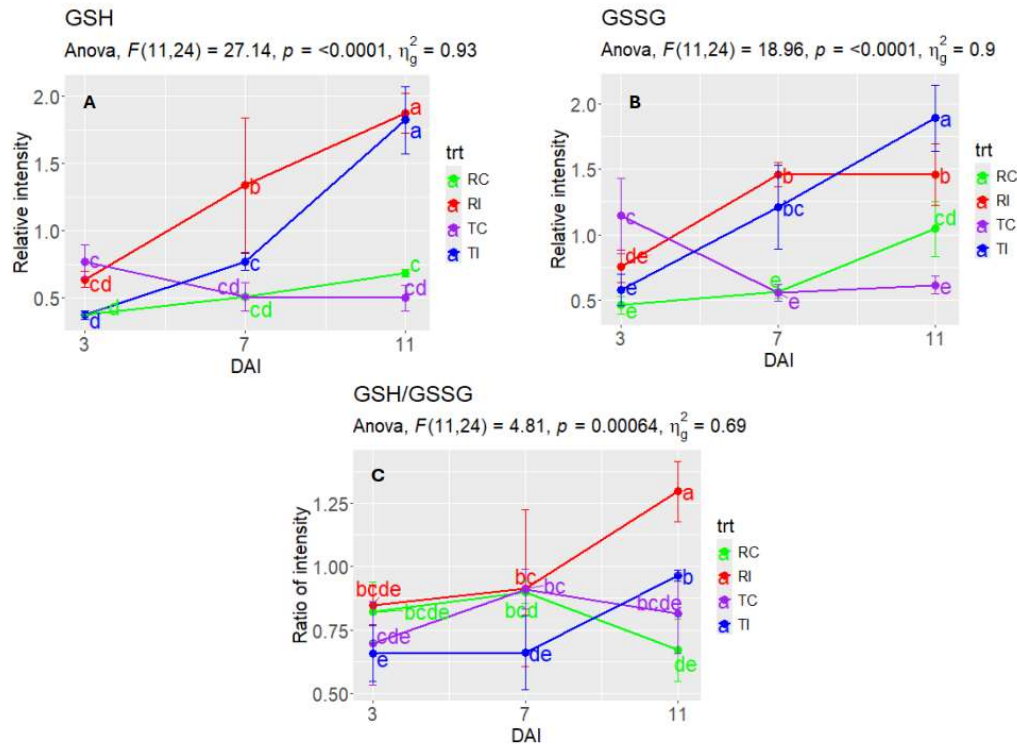 GSH
Anova, F(11,24) = 27.14, p = <0.0001, η²g = 0.93
A
Relative intensity
2.0
1.5
1.0
0.5
c
cd
d
d
b
c
cd
cd
a
a
c
cd
3
7
11
DAI
trt
a RC
a RI
a TC
a TI
GSSG
Anova, F(11,24) = 18.96, p = <0.0001, η²g = 0.9
B
Relative intensity
2.0
1.5
1.0
0.5
c
de
e
e
b
bc
e
e
a
b
cd
e
3
7
11
DAI
trt
a RC
a RI
a TC
a TI
GSH/GSSG
Anova, F(11,24) = 4.81, p = 0.00064, η²g = 0.69
C
Ratio of intensity
1.25
1.00
0.75
0.50
bcde
bcde
cde
e
bc
bc
bcd
de
a
b
bcde
de
3
7
11
DAI
trt
a RC
a RI
a TC
a TI